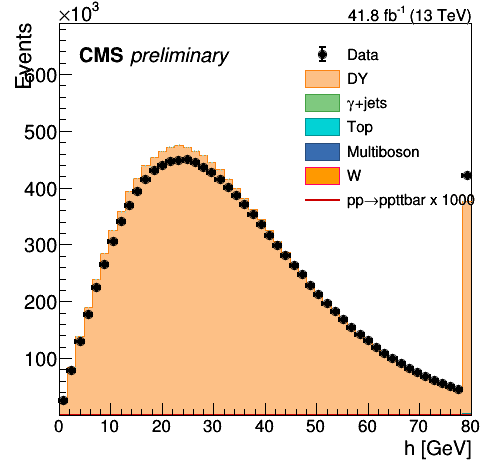 ×10³
41.8 fb⁻¹ (13 TeV)
Events
CMS preliminary
Data
DY
γ+jets
Top
Multiboson
W
pp→ppttbar x 1000
600
500
400
300
200
100
0 10 20 30 40 50 60 70 80
h [GeV]